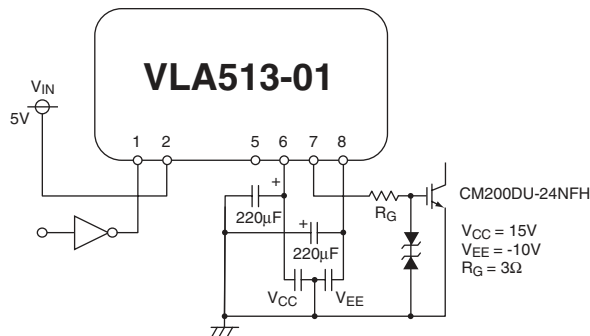 VLA513-01
V_IN
5V
1 2 5 6 7 8
+
220μF
+
220μF
R_G
CM200DU-24NFH
V_CC = 15V
V_EE = -10V
R_G = 3Ω
V_CC V_EE